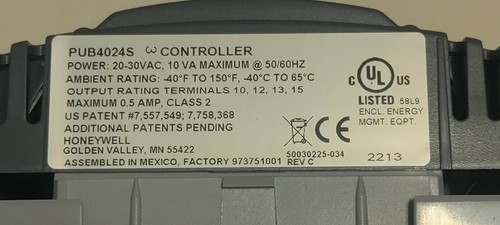 PUB4024S ω CONTROLLER
POWER: 20-30VAC, 10 VA MAXIMUM @ 50/60HZ
AMBIENT RATING: -40°F TO 150°F, -40°C TO 65°C
OUTPUT RATING TERMINALS 10, 12, 13, 15
MAXIMUM 0.5 AMP, CLASS 2
US PATENT #7,557,549; 7,758,368
ADDITIONAL PATENTS PENDING
HONEYWELL
GOLDEN VALLEY, MN 55422
ASSEMBLED IN MEXICO, FACTORY 973751001
CE
50030225-034
REV C
C UL US
LISTED 58L9
ENCL. ENERGY
MGMT. EQPT.
2213